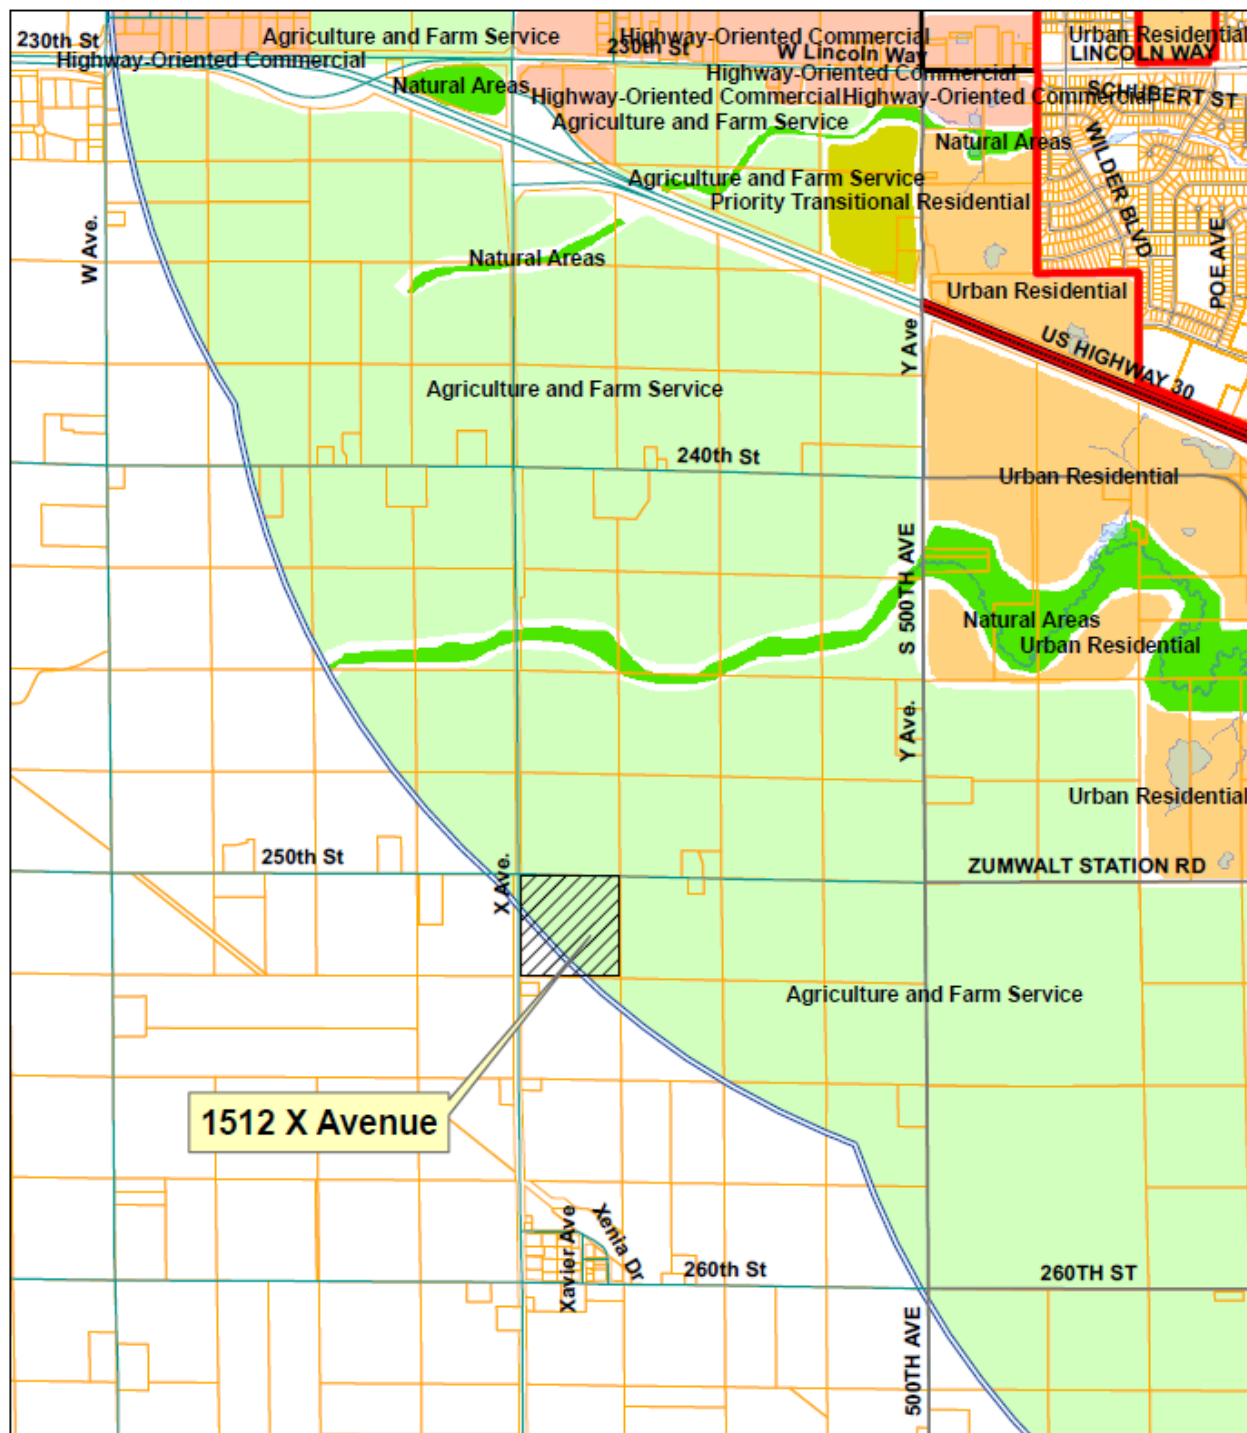 Agriculture and Farm Service
Highway-Oriented Commercial
Urban Residential
230th St
230th St
W Lincoln Way
LINCOLN WAY
Highway-Oriented Commercial
Highway-Oriented Commercial
Natural Areas
Highway-Oriented Commercial
Highway-Oriented Commercial
SCHUBERT ST
Agriculture and Farm Service
Natural Areas
WILDER BLVD
Agriculture and Farm Service
Priority Transitional Residential
W Ave.
Natural Areas
POE AVE
Urban Residential
Y Ave
US HIGHWAY 30
Agriculture and Farm Service
240th St
Urban Residential
S 500TH AVE
Natural Areas
Urban Residential
Y Ave.
Urban Residential
250th St
X Ave.
ZUMWALT STATION RD
Agriculture and Farm Service
1512 X Avenue
Xavier Ave
Xenia Dr
260th St
260TH ST
500TH AVE